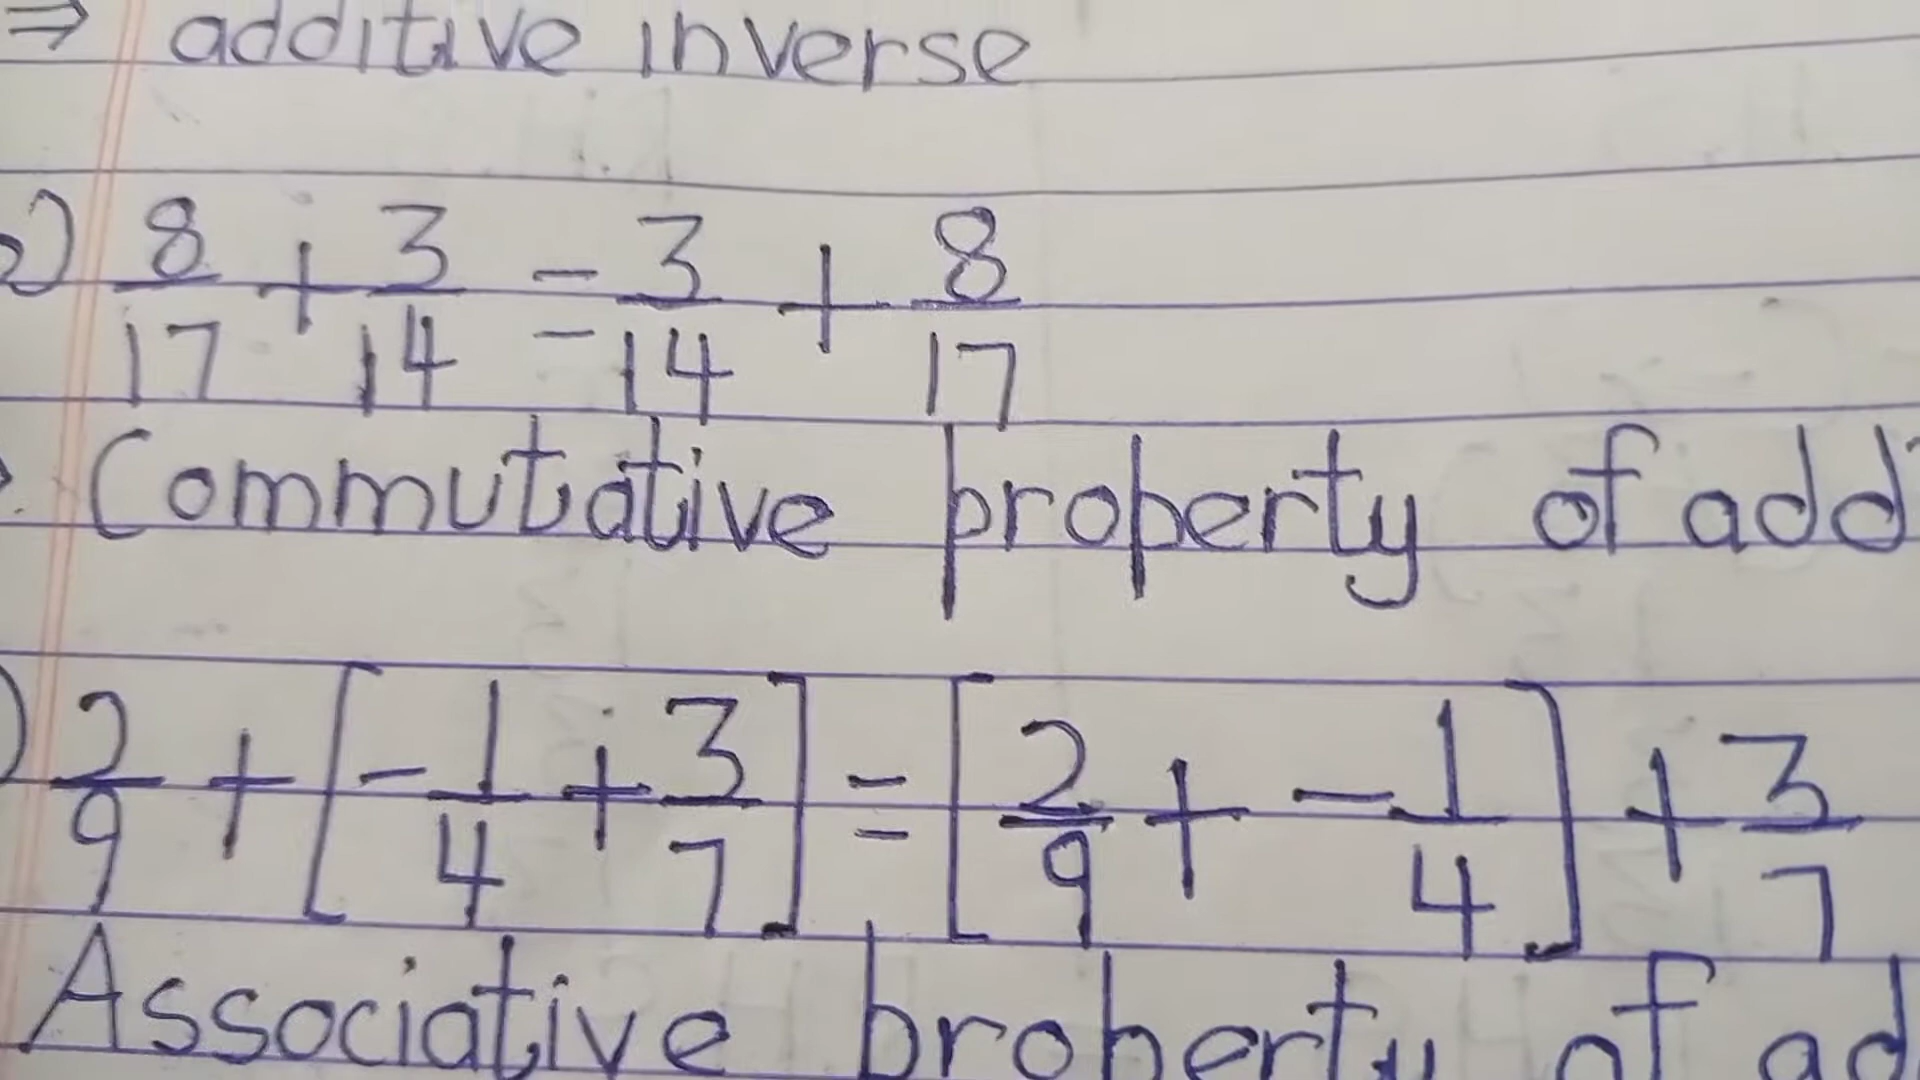 ⇒ additive inverse
2) 8/17 + 3/14 = 3/14 + 8/17
Commutative property of add
) 2/9 + [-1/4 + 3/7] = [2/9 + -1/4] + 3/7
Associative property of ad